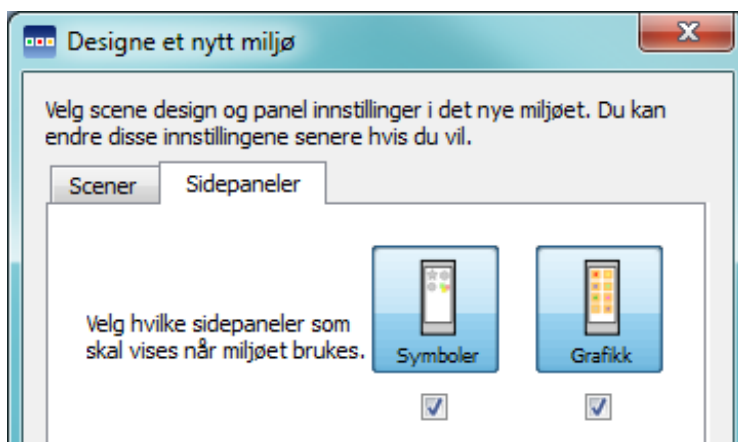 Designe et nytt miljø
Velg scene design og panel innstillinger i det nye miljøet. Du kan
endre disse innstillingene senere hvis du vil.
Scener Sidepaneler
Velg hvilke sidepaneler som
skal vises når miljøet brukes.
Symboler Grafikk